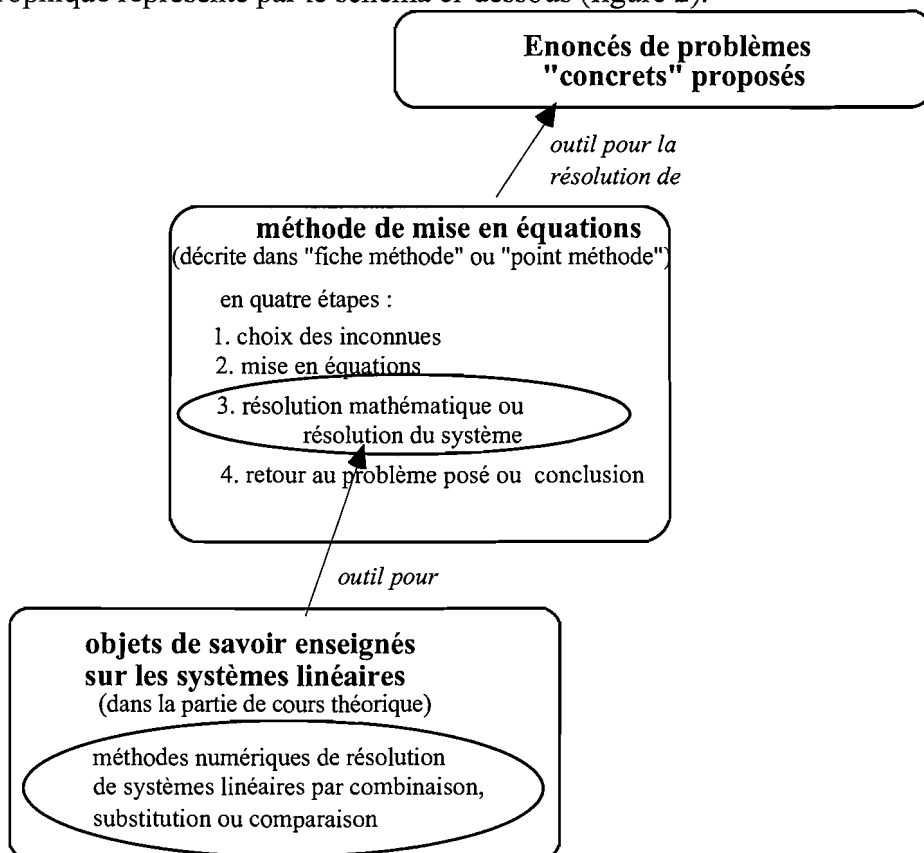 représenté par le schéma ci-dessous (figure 2).
Enoncés de problèmes
"concrets" proposés
outil pour la
résolution de
méthode de mise en équations
(décrite dans "fiche méthode" ou "point méthode")
en quatre étapes :
1. choix des inconnues
2. mise en équations
3. résolution mathématique ou
résolution du système
4. retour au problème posé ou conclusion
outil pour
objets de savoir enseignés
sur les systèmes linéaires
(dans la partie de cours théorique)
méthodes numériques de résolution
de systèmes linéaires par combinaison,
substitution ou comparaison